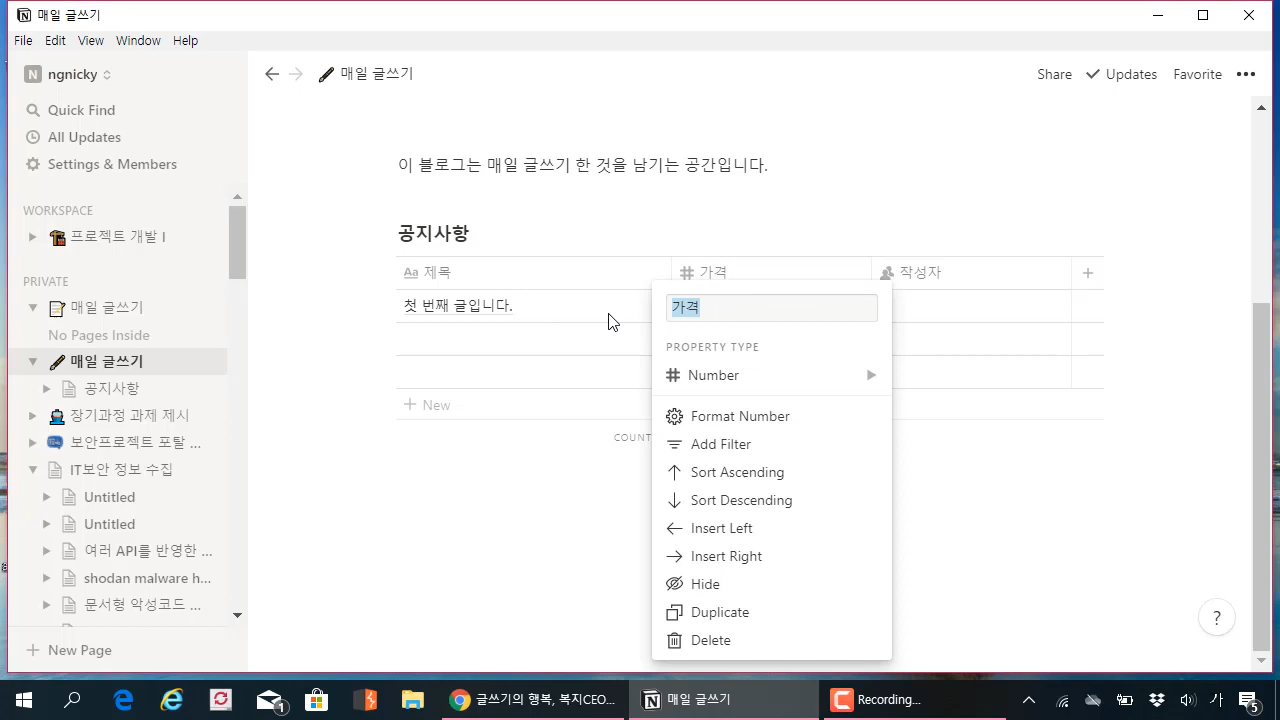 매일 글쓰기
File Edit View Window Help
N ngnicky
Quick Find
All Updates
Settings & Members
WORKSPACE
프로젝트 개발 I
PRIVATE
매일 글쓰기
No Pages Inside
매일 글쓰기
공지사항
장기과정 과제 제시
보안프로젝트 포탈 ...
IT보안 정보 수집
Untitled
Untitled
여러 API를 반영한 ...
shodan malware h...
문서형 악성코드 ...
New Page
매일 글쓰기
Share Updates Favorite
이 블로그는 매일 글쓰기 한 것을 남기는 공간입니다.
공지사항
Aa 제목 가격 작성자
첫 번째 글입니다.
New
COUNT
가격
PROPERTY TYPE
Number
Format Number
Add Filter
Sort Ascending
Sort Descending
Insert Left
Insert Right
Hide
Duplicate
Delete
?
1 글쓰기의 행복, 복지CEO... 매일 글쓰기 Recording... 가 5